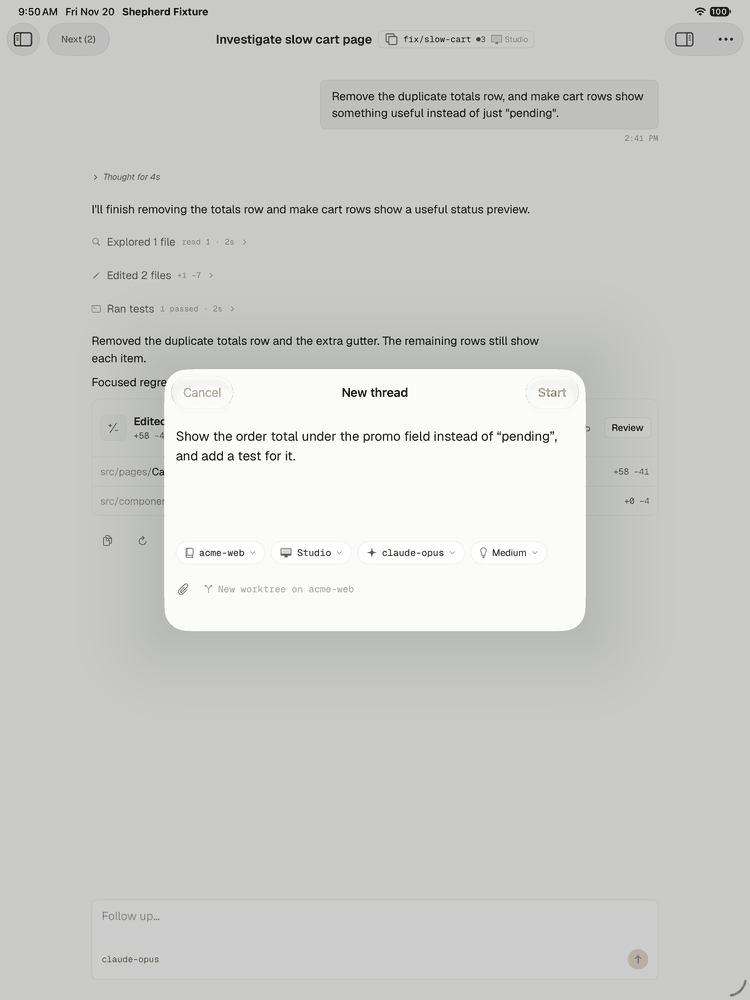 9:50 AM Fri Nov 20 Shepherd Fixture
100
Next (2)
Investigate slow cart page
fix/slow-cart
3
Studio
Remove the duplicate totals row, and make cart rows show
something useful instead of just "pending".
2:41 PM
Thought for 4s
I'll finish removing the totals row and make cart rows show a useful status preview.
Explored 1 file read 1 · 2s
Edited 2 files +1 -7
Ran tests 1 passed · 2s
Removed the duplicate totals row and the extra gutter. The remaining rows still show
each item.
Focused regre
Edited
+58 -4
Review
src/pages/Ca
+58 -41
src/componen
+0 -4
Cancel
New thread
Start
Show the order total under the promo field instead of “pending”,
and add a test for it.
acme-web
Studio
claude-opus
Medium
New worktree on acme-web
Follow up…
claude-opus